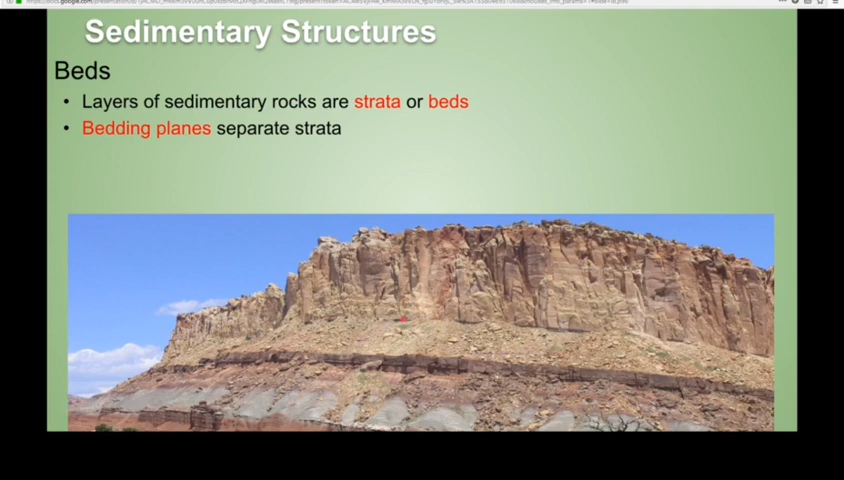 Sedimentary Structures
Beds
• Layers of sedimentary rocks are strata or beds
• Bedding planes separate strata